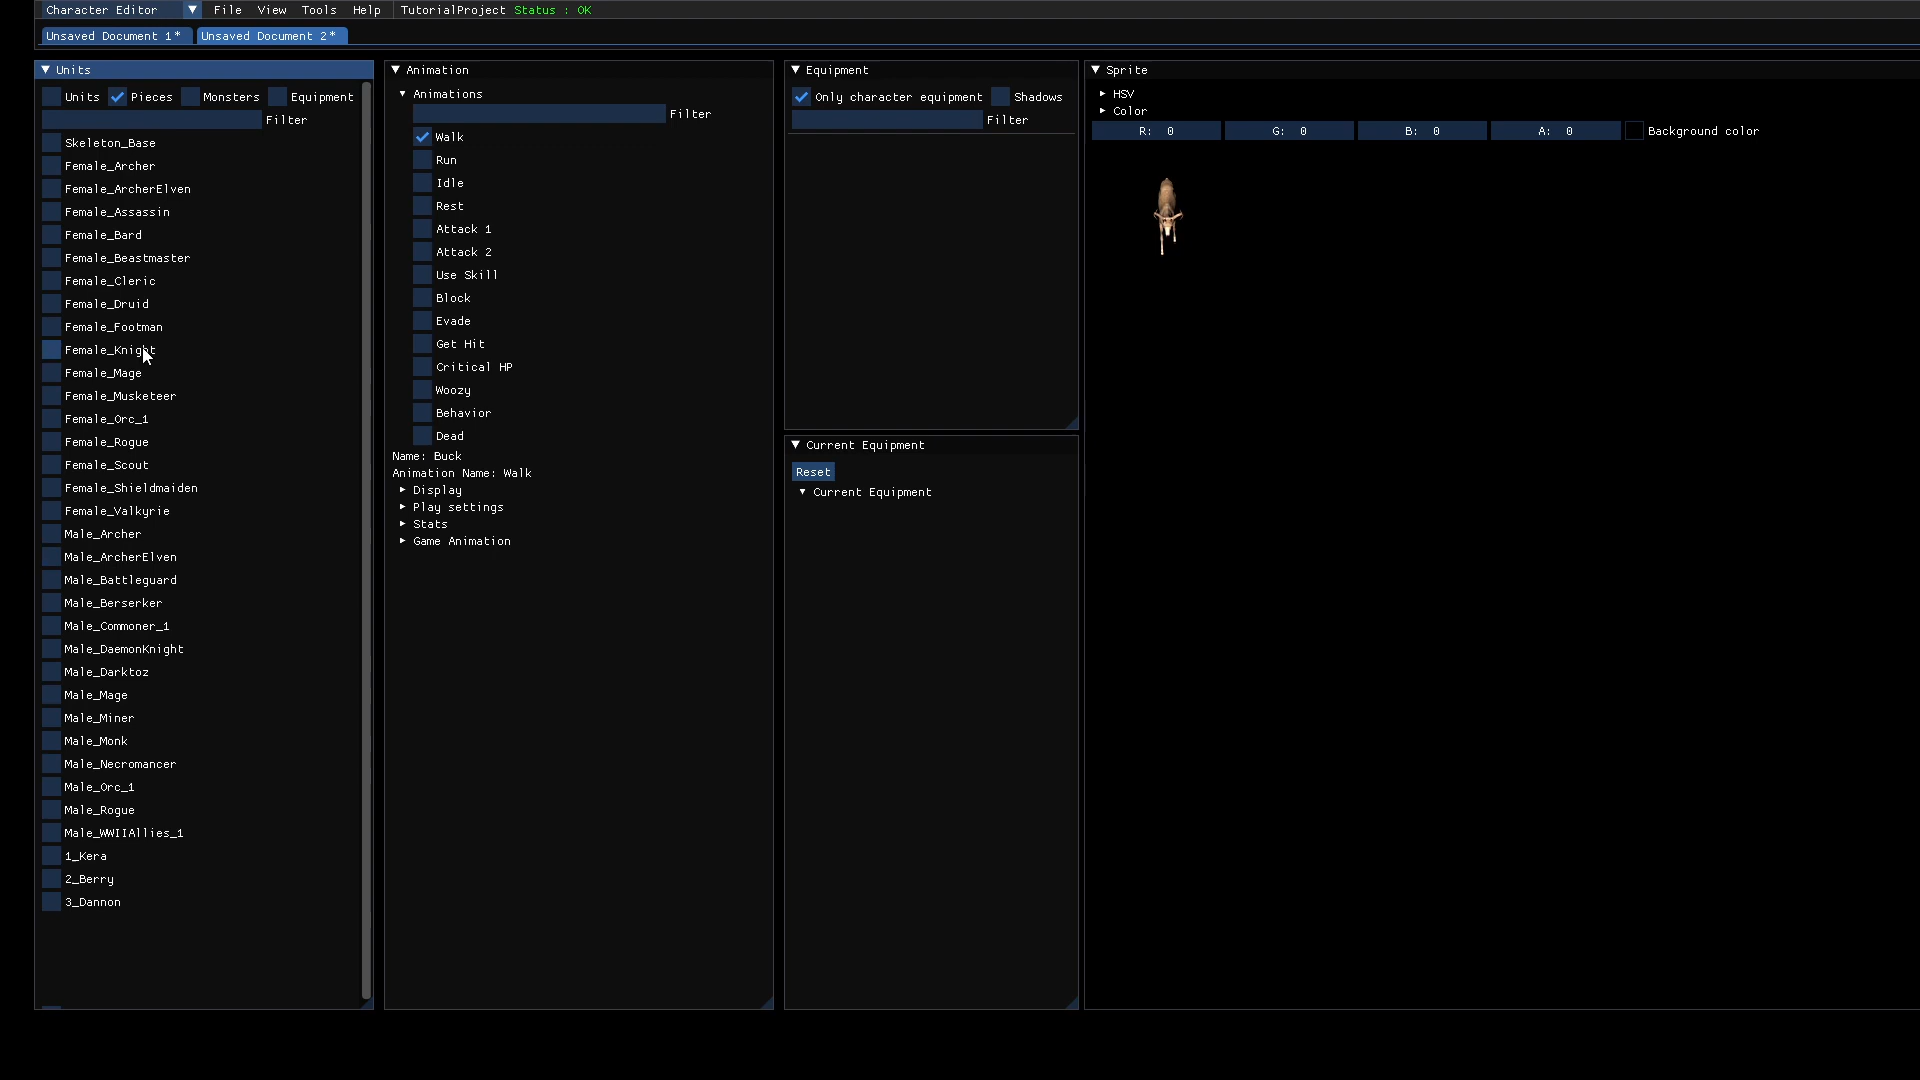 Character Editor File View Tools Help TutorialProject Status : OK
Unsaved Document 1* Unsaved Document 2*
Units
Units Pieces Monsters Equipment
Filter
Skeleton_Base
Female_Archer
Female_ArcherElven
Female_Assassin
Female_Bard
Female_Beastmaster
Female_Cleric
Female_Druid
Female_Footman
Female_Knight
Female_Mage
Female_Musketeer
Female_Orc_1
Female_Rogue
Female_Scout
Female_Shieldmaiden
Female_Valkyrie
Male_Archer
Male_ArcherElven
Male_Battleguard
Male_Berserker
Male_Commoner_1
Male_DaemonKnight
Male_Darktoz
Male_Mage
Male_Miner
Male_Monk
Male_Necromancer
Male_Orc_1
Male_Rogue
Male_WWIIAllies_1
1_Kera
2_Berry
3_Dannon
Animation
Animations
Filter
Walk
Run
Idle
Rest
Attack 1
Attack 2
Use Skill
Block
Evade
Get Hit
Critical HP
Woozy
Behavior
Dead
Name: Buck
Animation Name: Walk
Display
Play settings
Stats
Game Animation
Equipment
Only character equipment Shadows
Filter
Current Equipment
Reset
Current Equipment
Sprite
HSV
Color
R: 0 G: 0 B: 0 A: 0 Background color